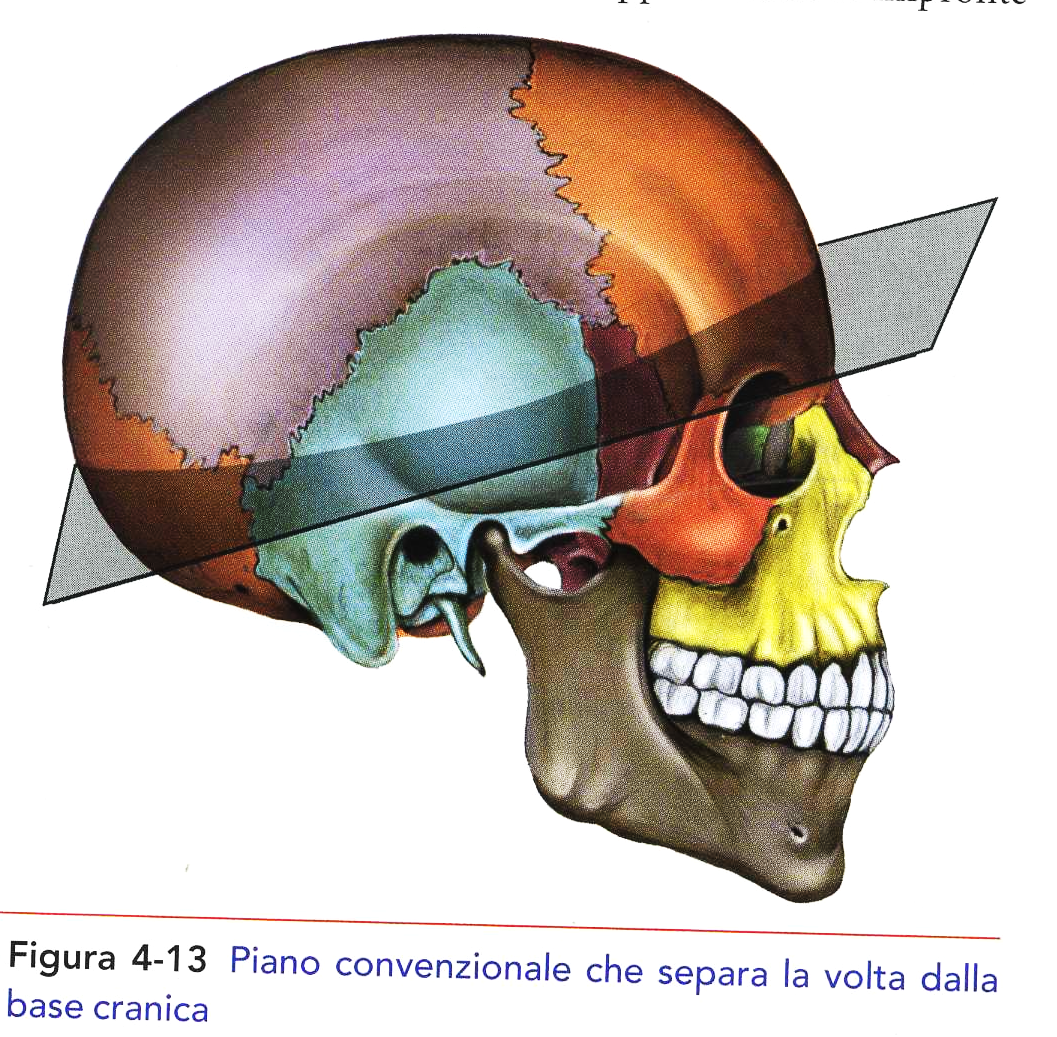 Figura 4-13 Piano convenzionale che separa la volta dalla
base cranica